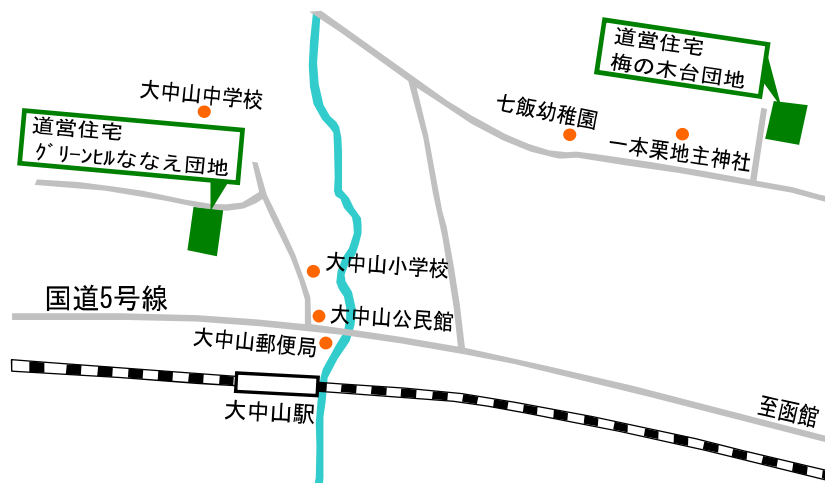 道営住宅
梅の木台団地
大中山中学校
七飯幼稚園
道営住宅
グリーンヒルななえ団地
一本栗地主神社
大中山小学校
国道5号線
大中山公民館
大中山郵便局
大中山駅
至函館